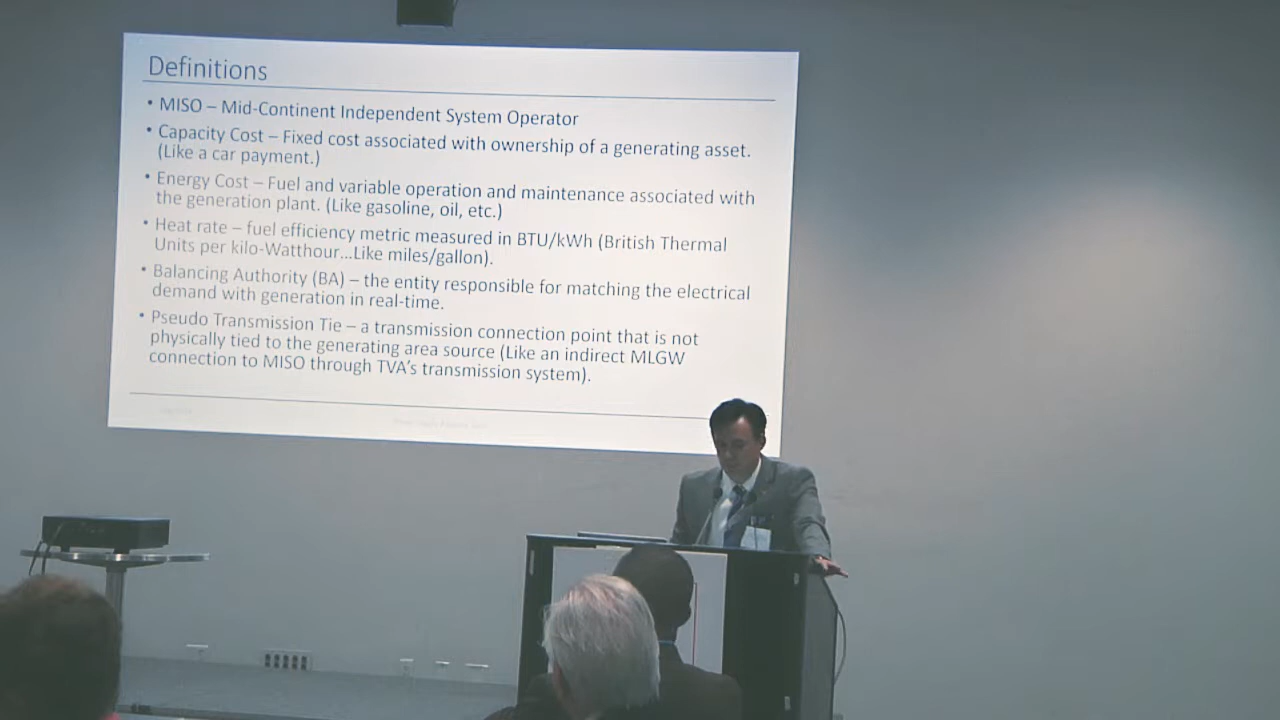 Definitions
• MISO – Mid-Continent Independent System Operator
• Capacity Cost – Fixed cost associated with ownership of a generating asset.
(Like a car payment.)
• Energy Cost – Fuel and variable operation and maintenance associated with
the generation plant. (Like gasoline, oil, etc.)
• Heat rate – fuel efficiency metric measured in BTU/kWh (British Thermal
Units per kilo-Watthour...Like miles/gallon).
• Balancing Authority (BA) – the entity responsible for matching the electrical
demand with generation in real-time.
• Pseudo Transmission Tie – a transmission connection point that is not
physically tied to the generating area source (Like an indirect MLGW
connection to MISO through TVA's transmission system).